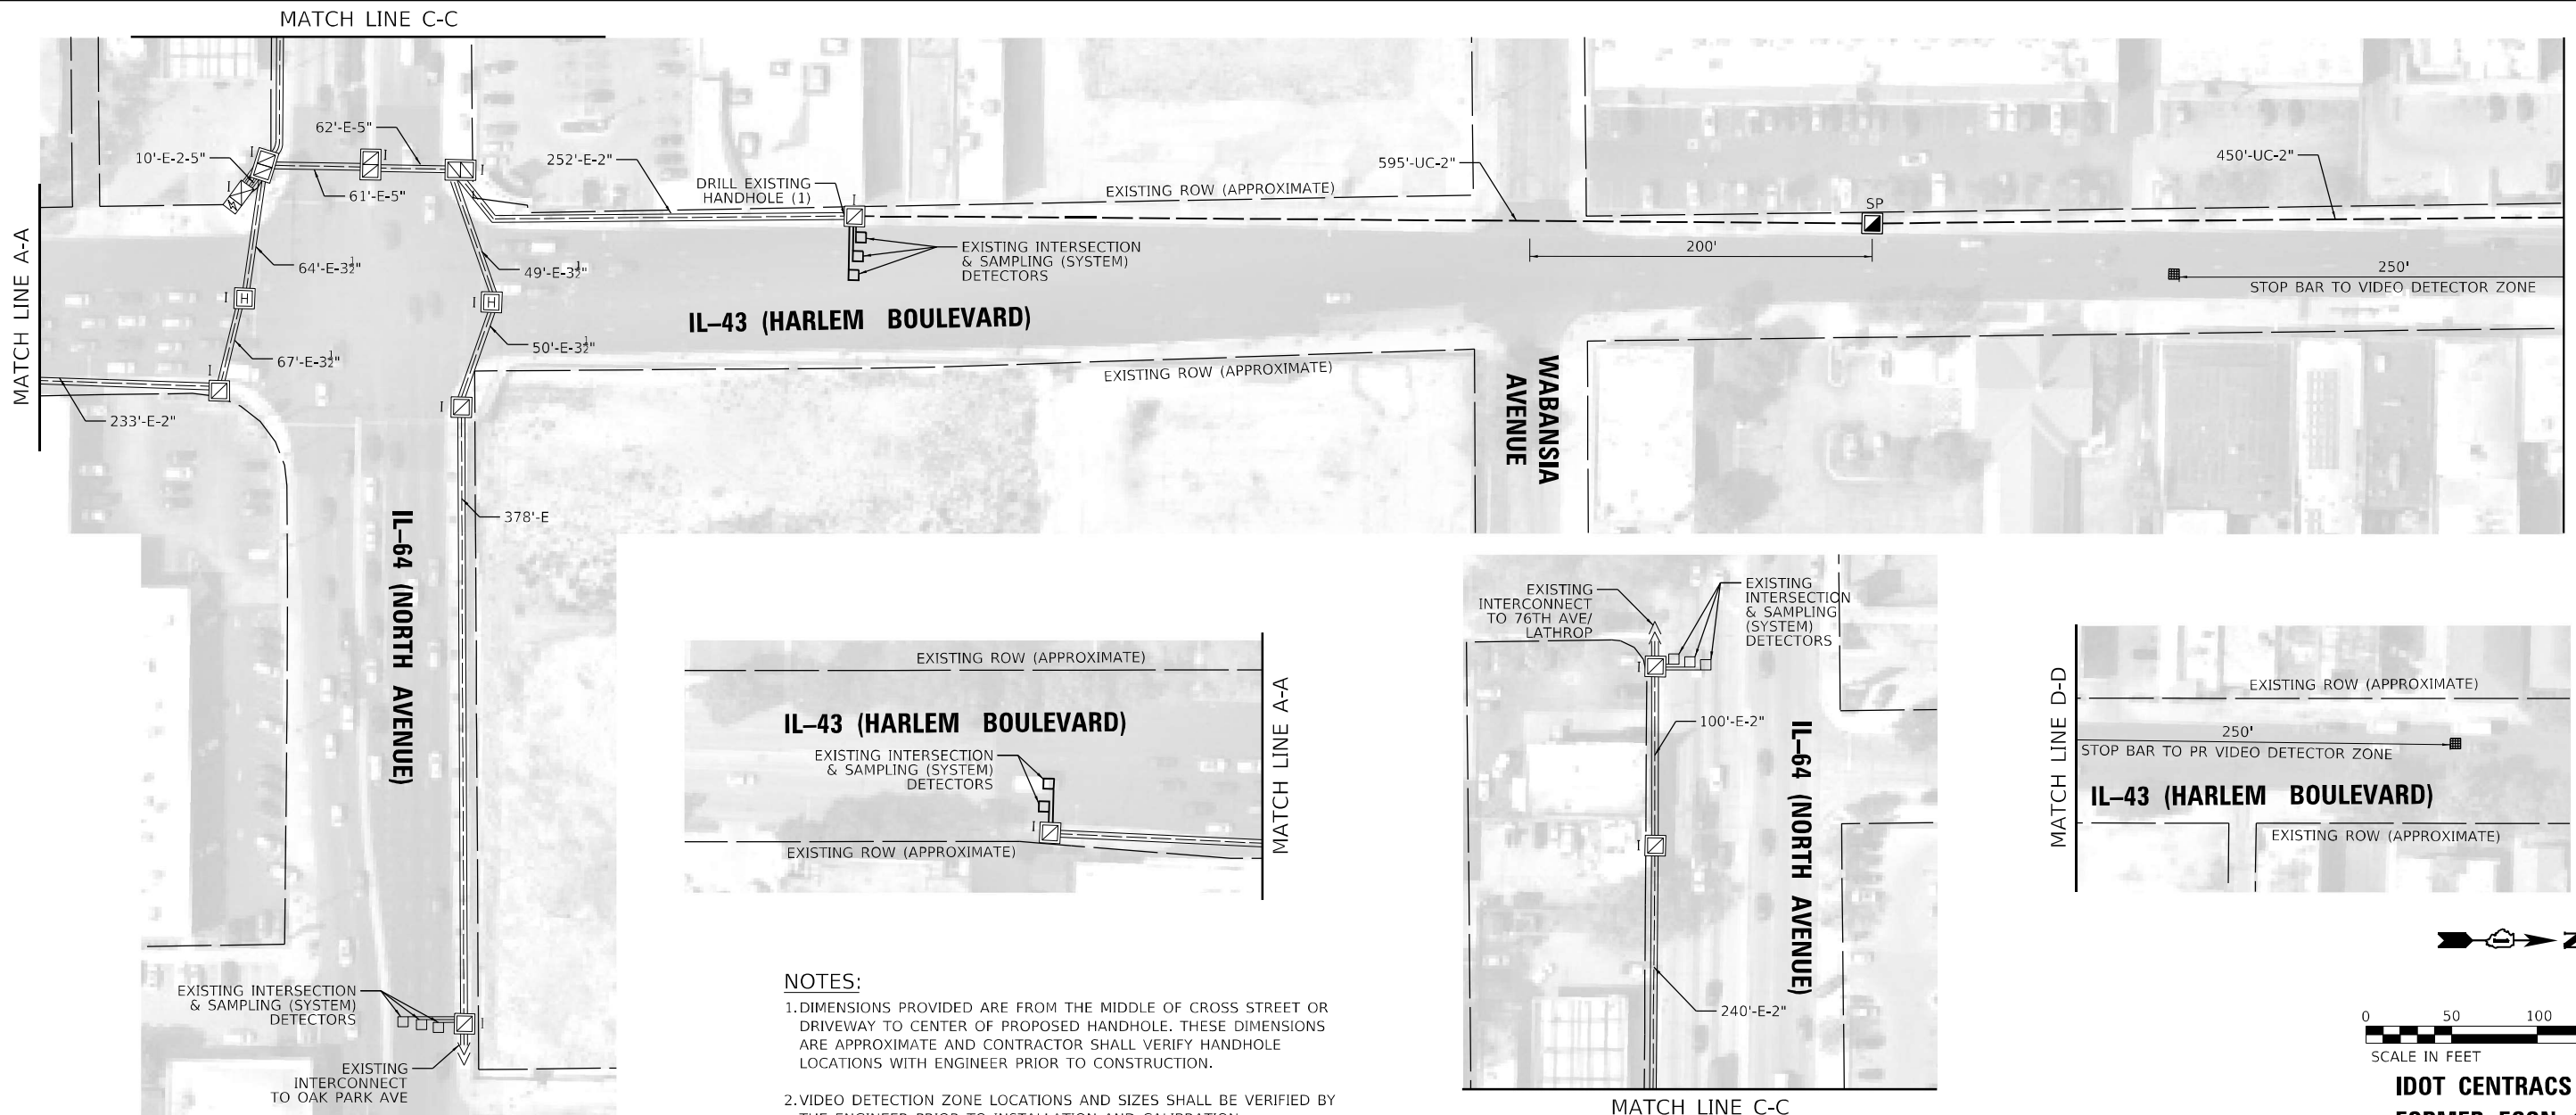 MATCH LINE C-C
62'-E-5"
10'-E-2-5"
I
I
I
I
61'-E-5"
252'-E-2"
DRILL EXISTING
HANDHOLE (1)
I
EXISTING ROW (APPROXIMATE)
595'-UC-2"
SP
450'-UC-2"
MATCH LINE A-A
64'-E-3½"
49'-E-3½"
EXISTING INTERSECTION
& SAMPLING (SYSTEM)
DETECTORS
200'
250'
STOP BAR TO VIDEO DETECTOR ZONE
I H
I H
IL-43 (HARLEM BOULEVARD)
67'-E-3½"
50'-E-3½"
I
I
EXISTING ROW (APPROXIMATE)
WABANSIA
AVENUE
233'-E-2"
378'-E
IL-64 (NORTH AVENUE)
EXISTING INTERSECTION
& SAMPLING (SYSTEM)
DETECTORS
I
EXISTING
INTERCONNECT
TO OAK PARK AVE
EXISTING ROW (APPROXIMATE)
IL-43 (HARLEM BOULEVARD)
EXISTING INTERSECTION
& SAMPLING (SYSTEM)
DETECTORS
I
EXISTING ROW (APPROXIMATE)
MATCH LINE A-A
NOTES:
1. DIMENSIONS PROVIDED ARE FROM THE MIDDLE OF CROSS STREET OR
DRIVEWAY TO CENTER OF PROPOSED HANDHOLE. THESE DIMENSIONS
ARE APPROXIMATE AND CONTRACTOR SHALL VERIFY HANDHOLE
LOCATIONS WITH ENGINEER PRIOR TO CONSTRUCTION.
2. VIDEO DETECTION ZONE LOCATIONS AND SIZES SHALL BE VERIFIED BY
THE ENGINEER PRIOR TO INSTALLATION AND CALIBRATION
EXISTING
INTERCONNECT
TO 76TH AVE/
LATHROP
EXISTING
INTERSECTION
& SAMPLING
(SYSTEM)
DETECTORS
I
100'-E-2"
I
IL-64 (NORTH AVENUE)
240'-E-2"
MATCH LINE C-C
MATCH LINE D-D
EXISTING ROW (APPROXIMATE)
250'
STOP BAR TO PR VIDEO DETECTOR ZONE
IL-43 (HARLEM BOULEVARD)
EXISTING ROW (APPROXIMATE)
0 50 100
SCALE IN FEET
IDOT CENTRACS